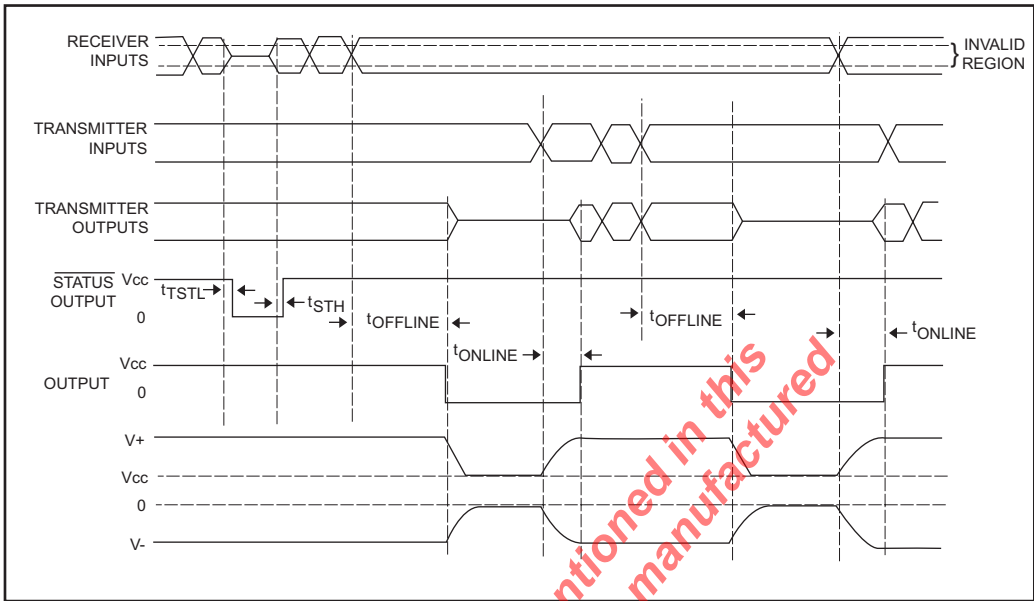 RECEIVER
INPUTS
INVALID
REGION
TRANSMITTER
INPUTS
TRANSMITTER
OUTPUTS
STATUS
OUTPUT
Vcc
0
tTSTL
tSTH
tOFFLINE
tOFFLINE
tONLINE
tONLINE
OUTPUT
Vcc
0
V+
Vcc
0
V-
ntioned in this
manufactured